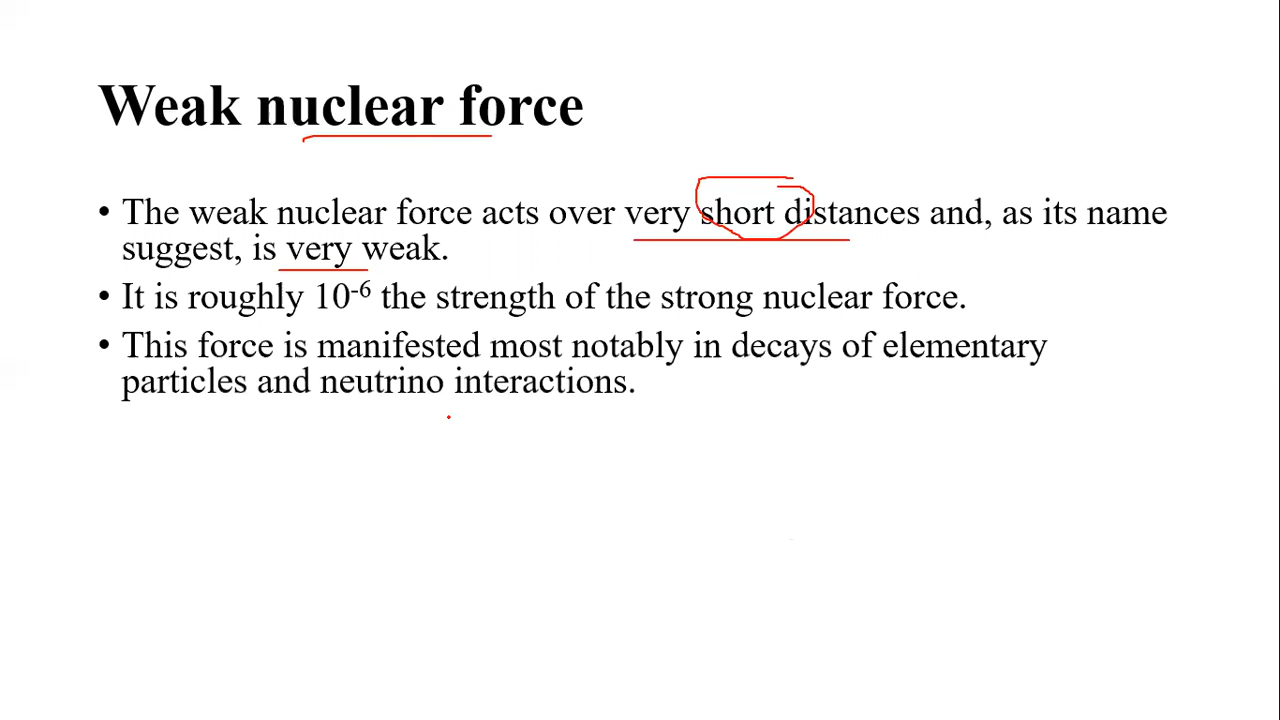 Weak nuclear force
• The weak nuclear force acts over very short distances and, as its name
suggest, is very weak.
• It is roughly 10⁻⁶ the strength of the strong nuclear force.
• This force is manifested most notably in decays of elementary
particles and neutrino interactions.